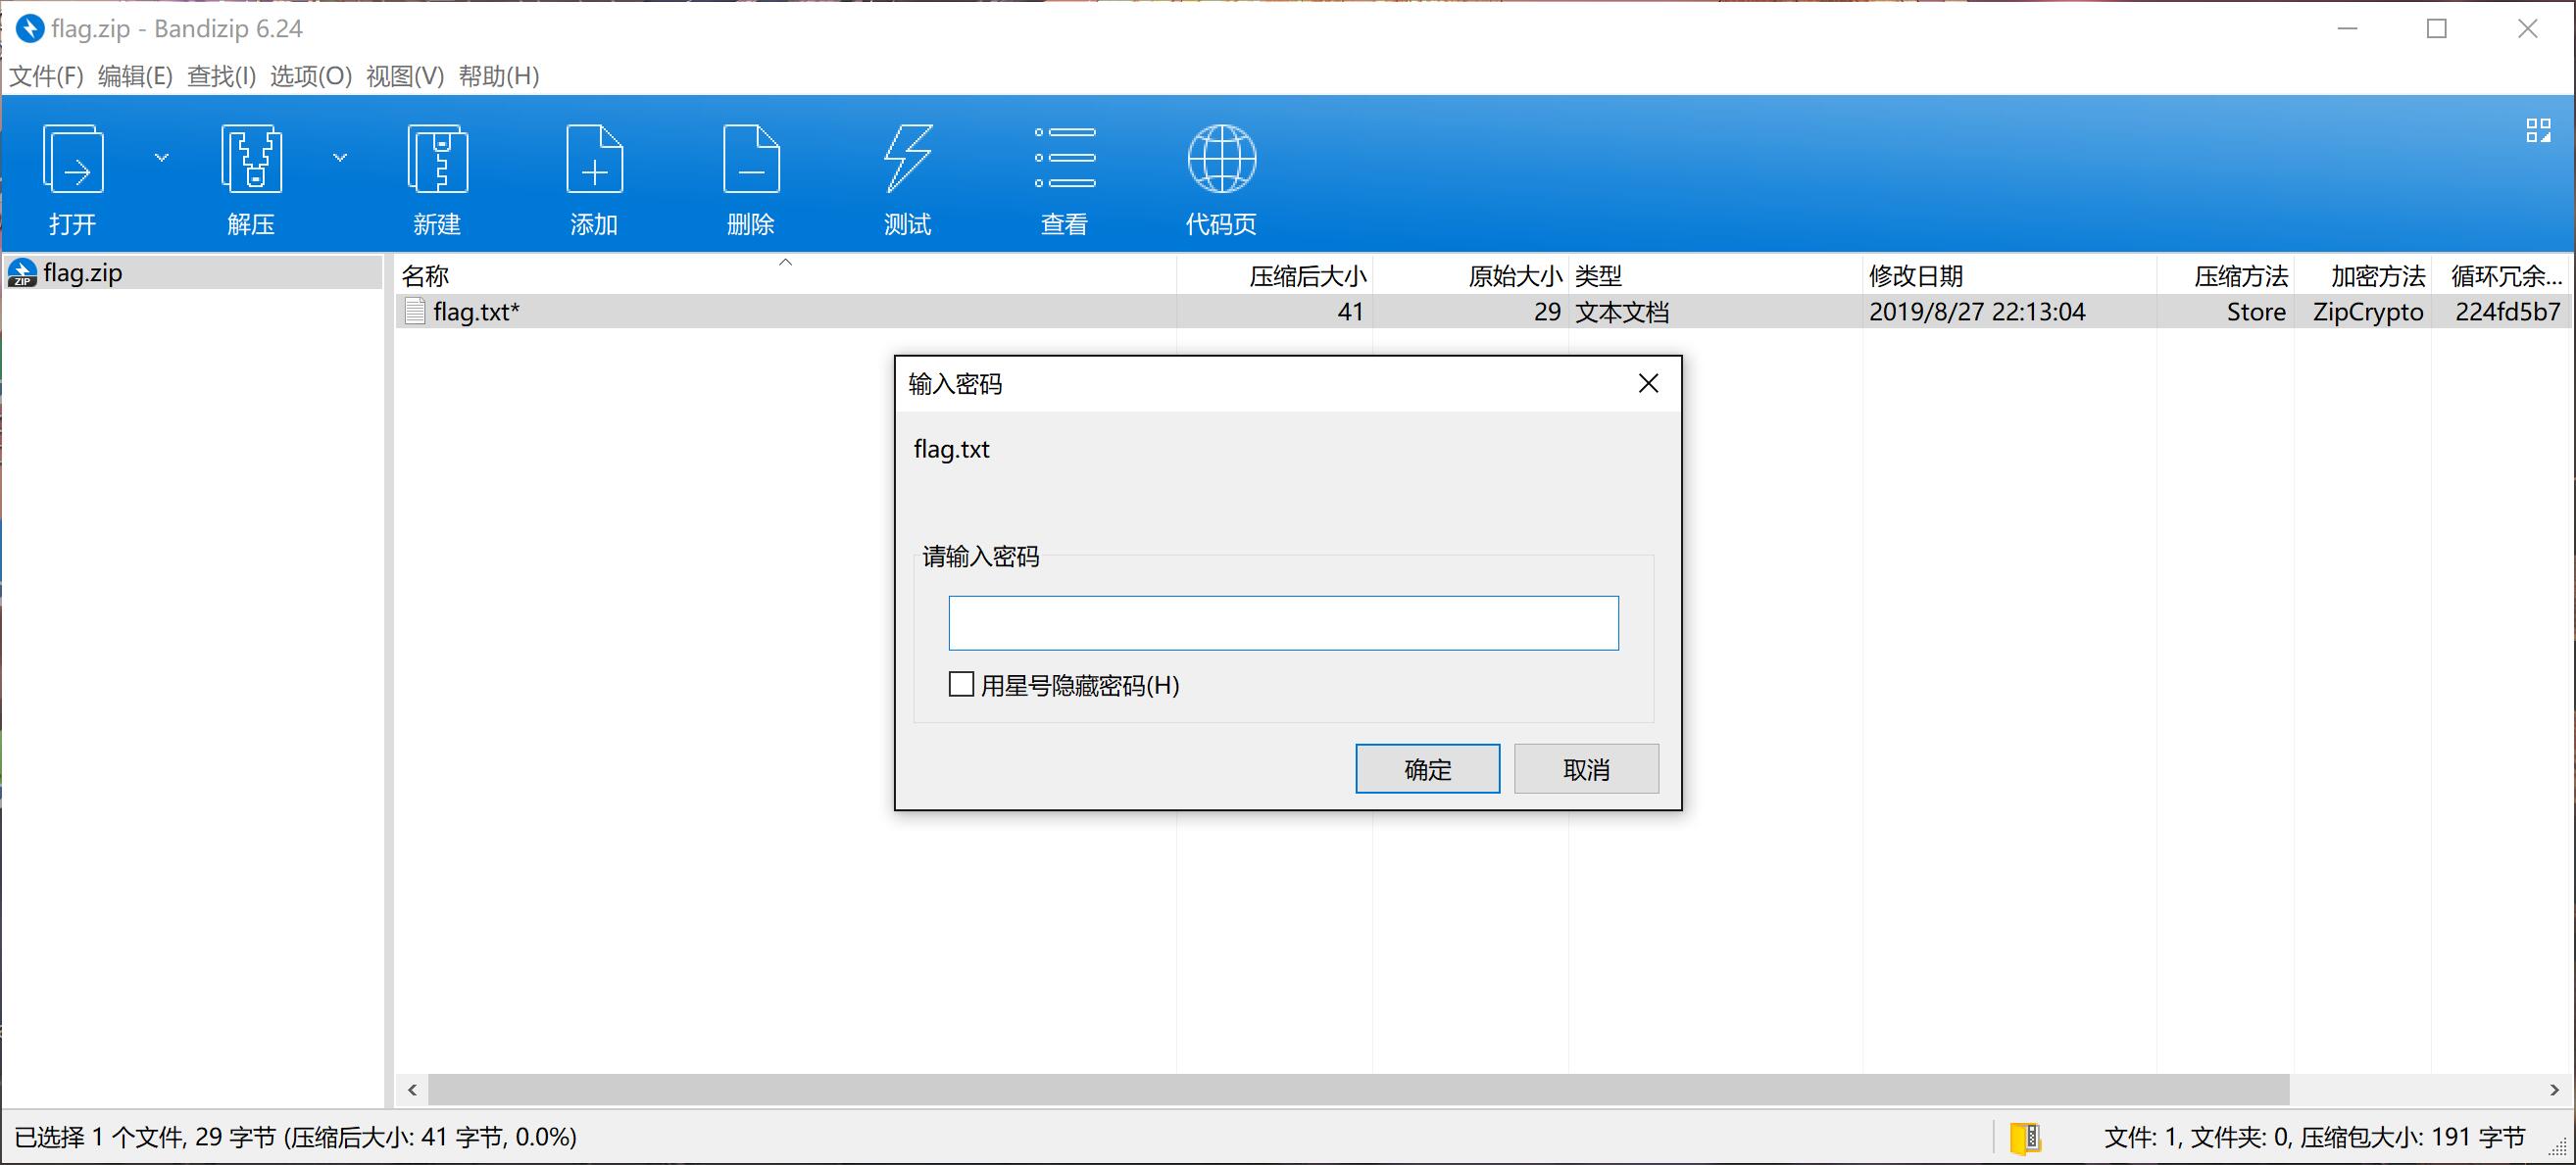 flag.zip - Bandizip 6.24
文件(F) 编辑(E) 查找(I) 选项(O) 视图(V) 帮助(H)
打开 解压 新建 添加 删除 测试 查看 代码页
ZIP flag.zip
名称 压缩后大小 原始大小 类型 修改日期 压缩方法 加密方法 循环冗余...
flag.txt* 41 29 文本文档 2019/8/27 22:13:04 Store ZipCrypto 224fd5b7
输入密码
flag.txt
请输入密码
用星号隐藏密码(H)
确定 取消
已选择 1 个文件, 29 字节 (压缩后大小: 41 字节, 0.0%) 文件: 1, 文件夹: 0, 压缩包大小: 191 字节